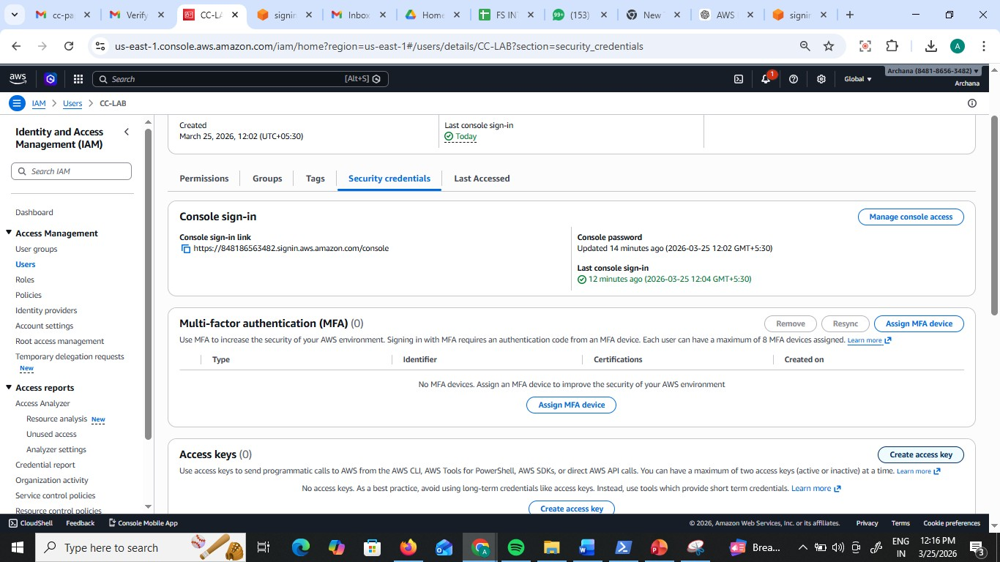 cc-pa
Verify
CC-L
signir
Inbox
Home
FS IN
(153)
New
AWS
signi
99+
us-east-1.console.aws.amazon.com/iam/home?region=us-east-1#/users/details/CC-LAB?section=security_credentials
A
aws
Search
[Alt+S]
1
Global
Archana (8481-8656-3482)
Archana
IAM
Users
CC-LAB
Identity and Access
Management (IAM)
Search IAM
Dashboard
Access Management
User groups
Users
Roles
Policies
Identity providers
Account settings
Root access management
Temporary delegation requests
New
Access reports
Access Analyzer
Resource analysis New
Unused access
Analyzer settings
Credential report
Organization activity
Service control policies
Resource control policies
Created
March 25, 2026, 12:02 (UTC+05:30)
Last console sign-in
Today
Permissions
Groups
Tags
Security credentials
Last Accessed
Console sign-in
Manage console access
Console sign-in link
https://848186563482.signin.aws.amazon.com/console
Console password
Updated 14 minutes ago (2026-03-25 12:02 GMT+5:30)
Last console sign-in
12 minutes ago (2026-03-25 12:04 GMT+5:30)
Multi-factor authentication (MFA) (0)
Remove
Resync
Assign MFA device
Use MFA to increase the security of your AWS environment. Signing in with MFA requires an authentication code from an MFA device. Each user can have a maximum of 8 MFA devices assigned. Learn more
Type
Identifier
Certifications
Created on
No MFA devices. Assign an MFA device to improve the security of your AWS environment
Assign MFA device
Access keys (0)
Create access key
Use access keys to send programmatic calls to AWS from the AWS CLI, AWS Tools for PowerShell, AWS SDKs, or direct AWS API calls. You can have a maximum of two access keys (active or inactive) at a time. Learn more
No access keys. As a best practice, avoid using long-term credentials like access keys. Instead, use tools which provide short term credentials. Learn more
Create access key
CloudShell
Feedback
Console Mobile App
© 2026, Amazon Web Services, Inc. or its affiliates.
Privacy
Terms
Cookie preferences
Type here to search
Brea...
ENG
IN
12:16 PM
3/25/2026
3